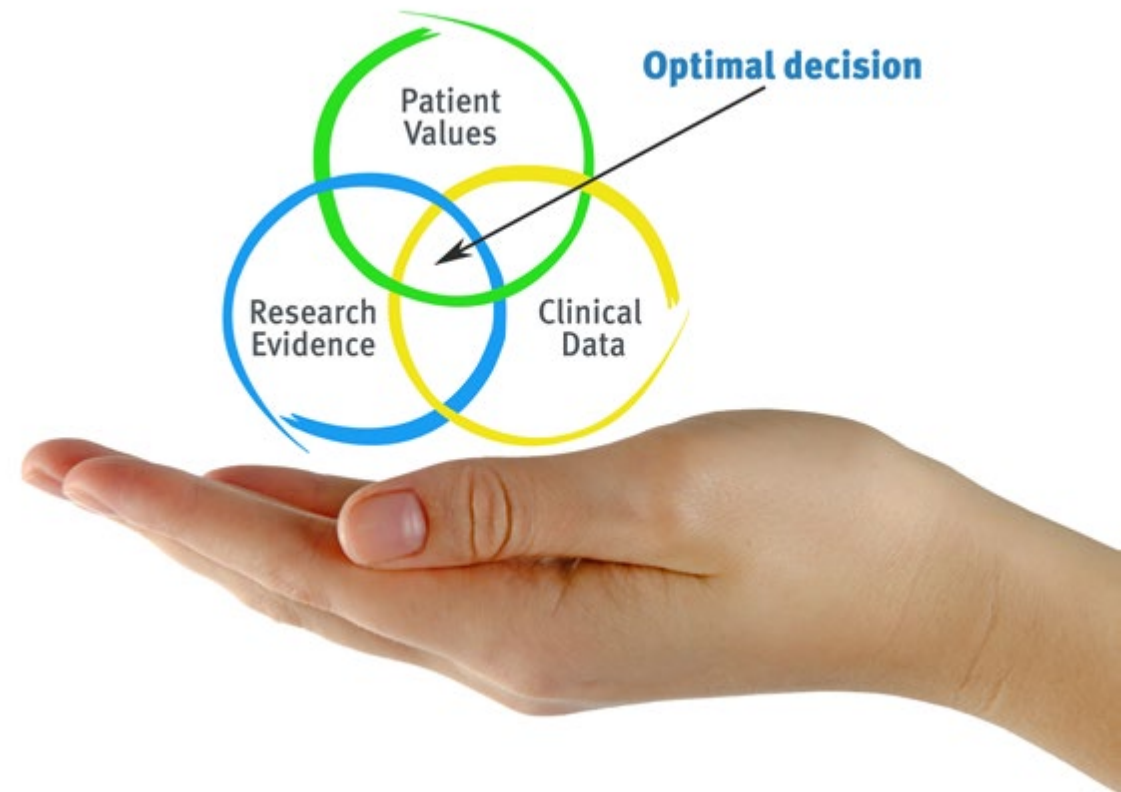 Optimal decision
Patient
Values
Research
Evidence
Clinical
Data